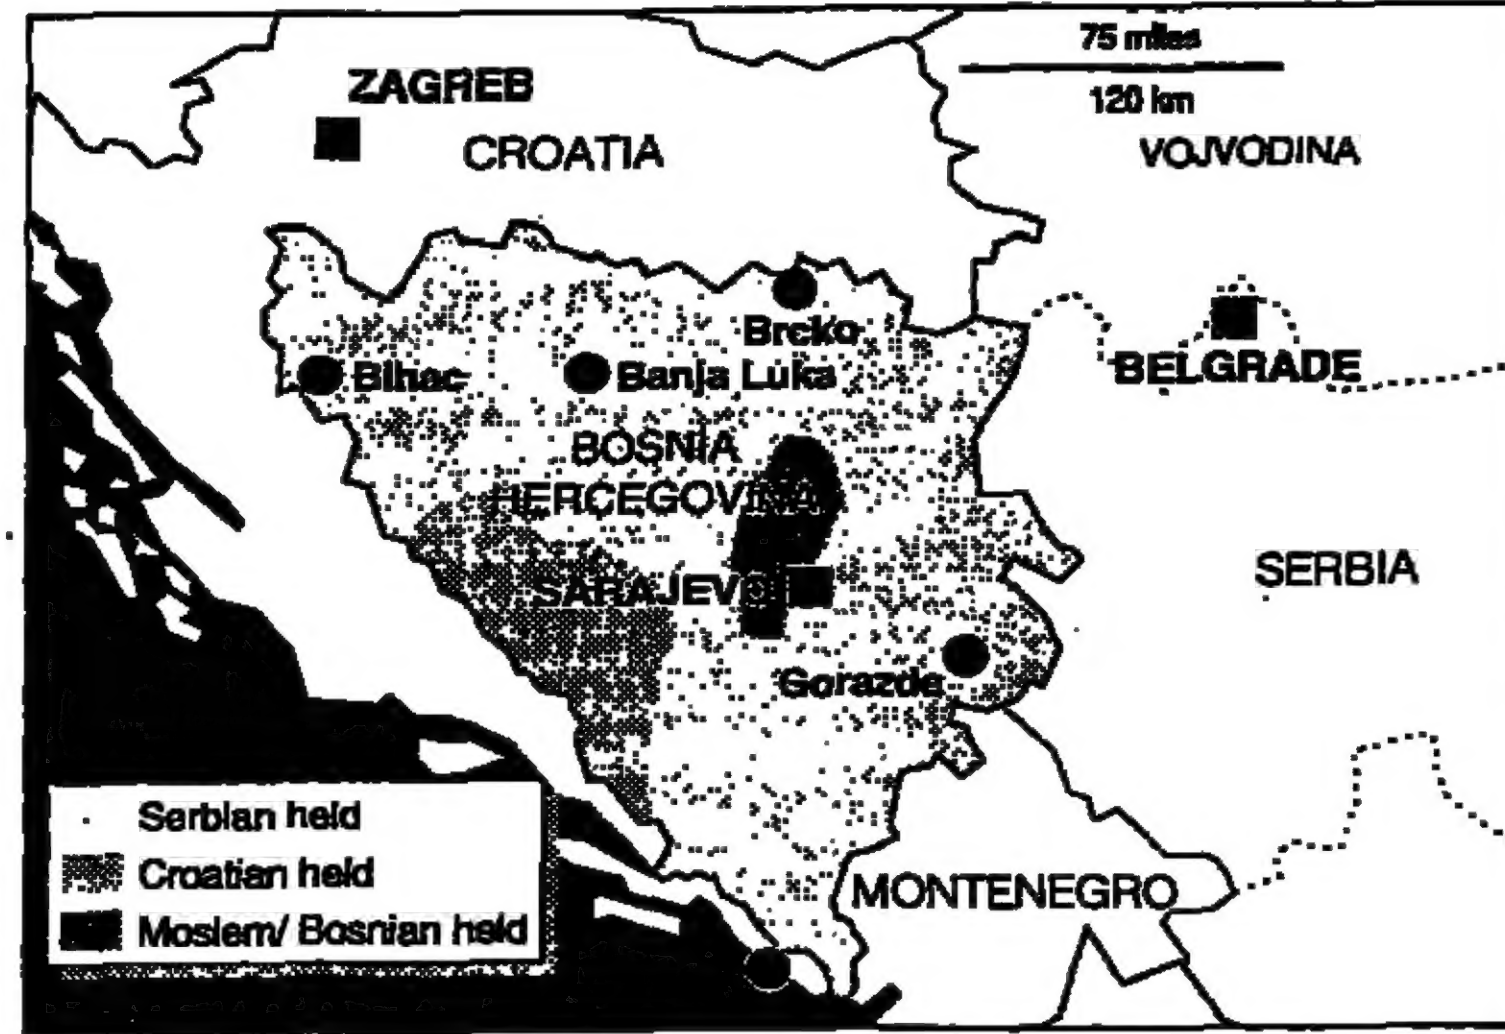 75 miles
120 km
ZAGREB
CROATIA
VOJVODINA
Brcko
BELGRADE
Bihac
Banja Luka
BOSNIA
HERCEGOVINA
SARAJEVO
SERBIA
Gorazde
Serbian held
Croatian held
Moslem/ Bosnian held
MONTENEGRO